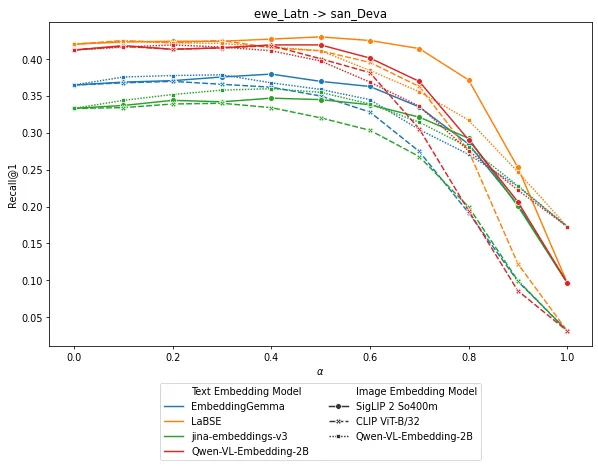 ewe_Latn -> san_Deva
Recall@1
0.40
0.35
0.30
0.25
0.20
0.15
0.10
0.05
0.0 0.2 0.4 0.6 0.8 1.0
α
Text Embedding Model
EmbeddingGemma
LaBSE
jina-embeddings-v3
Qwen-VL-Embedding-2B
Image Embedding Model
SigLIP 2 So400m
CLIP ViT-B/32
Qwen-VL-Embedding-2B